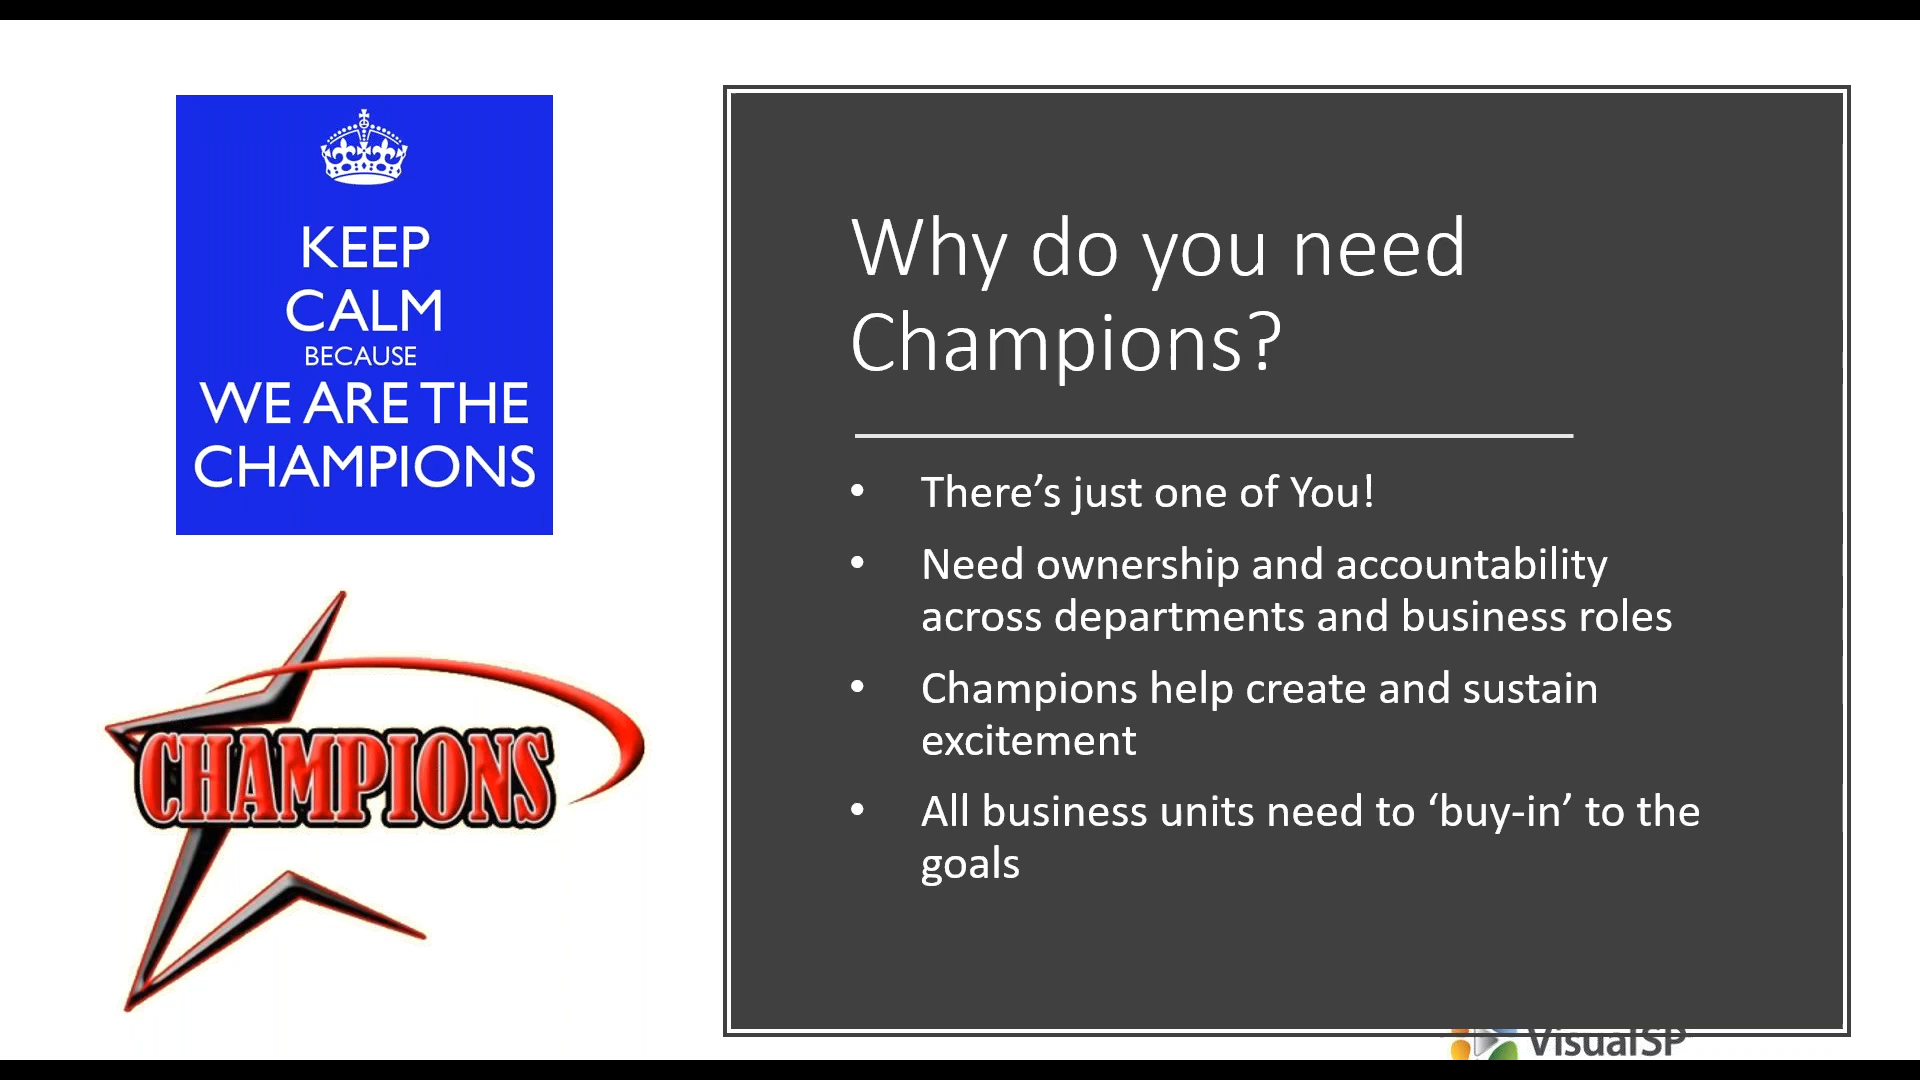 KEEP
CALM
BECAUSE
WE ARE THE
CHAMPIONS
CHAMPIONS
Why do you need
Champions?
• There’s just one of You!
• Need ownership and accountability
across departments and business roles
• Champions help create and sustain
excitement
• All business units need to ‘buy-in’ to the
goals
VisualSP